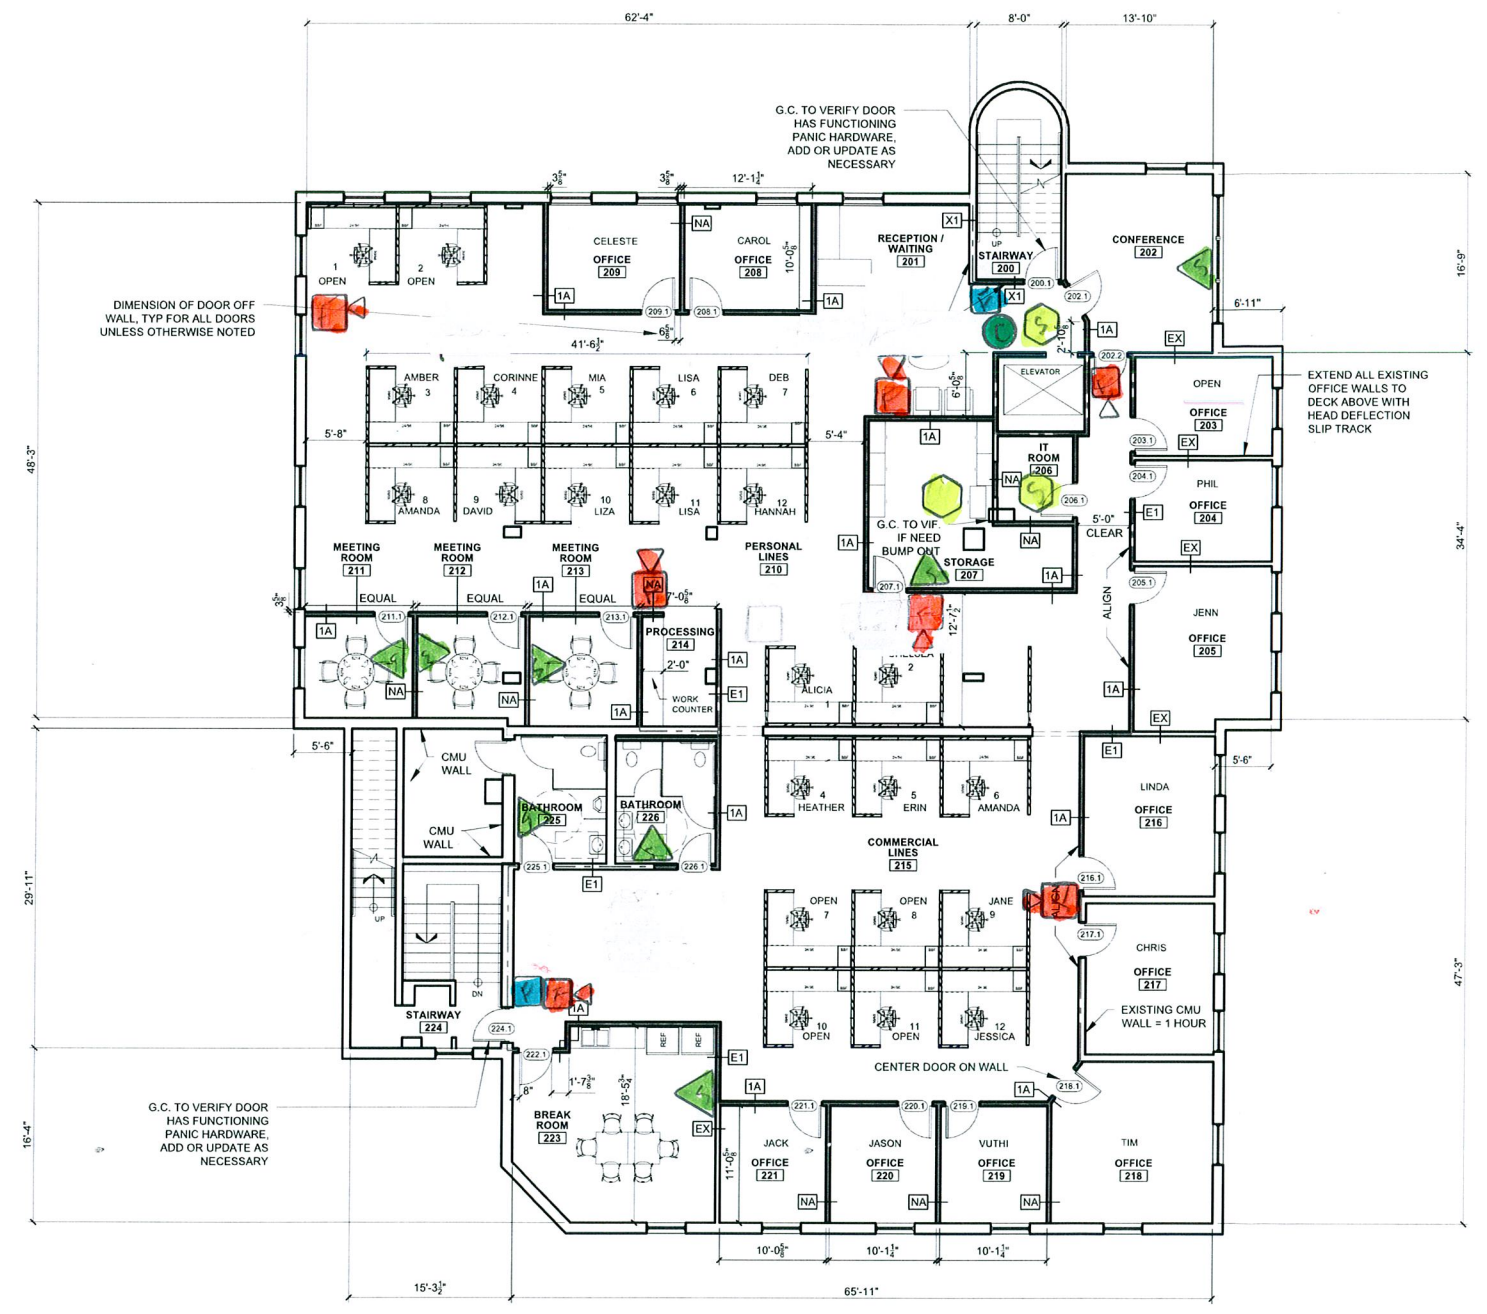 62'-4"
8'-0"
13'-10"
G.C. TO VERIFY DOOR
HAS FUNCTIONING
PANIC HARDWARE,
ADD OR UPDATE AS
NECESSARY
12'-1¼"
3⅝"
3⅝"
CELESTE
OFFICE
209
NA
CAROL
OFFICE
208
10'-0⅝"
RECEPTION /
WAITING
201
X1
UP
STAIRWAY
200
200.1
X1
CONFERENCE
202
202.1
16'-9"
6'-11"
1
OPEN
2
OPEN
1A
209.1
208.1
1A
DIMENSION OF DOOR OFF
WALL, TYP FOR ALL DOORS
UNLESS OTHERWISE NOTED
41'-6½"
C
S
1A
EX
202.2
ELEVATOR
OPEN
OFFICE
203
203.1
EX
EXTEND ALL EXISTING
OFFICE WALLS TO
DECK ABOVE WITH
HEAD DEFLECTION
SLIP TRACK
AMBER
3
CORINNE
4
MIA
5
LISA
6
DEB
7
5'-8"
5'-4"
1A
IT
ROOM
206
206.1
NA
NA
204.1
PHIL
OFFICE
204
E1
EX
48'-3"
34'-4"
8
AMANDA
9
DAVID
10
LIZA
11
LISA
12
HANNAH
G.C. TO VIF.
IF NEED
BUMP OUT
5'-0"
CLEAR
MEETING
ROOM
211
MEETING
ROOM
212
MEETING
ROOM
213
PERSONAL
LINES
210
1A
STORAGE
207
207.1
1A
ALIGN
205.1
JENN
OFFICE
205
1A
EX
3⅝"
EQUAL
EQUAL
EQUAL
1A
NA
7'-0⅝"
12'-7½"
1A
211.1
212.1
213.1
PROCESSING
214
2'-0"
WORK
COUNTER
1A
E1
NA
NA
1A
2
ALICIA
1
5'-6"
CMU
WALL
CMU
WALL
BATHROOM
225
BATHROOM
226
1A
225.1
226.1
E1
4
HEATHER
5
ERIN
6
AMANDA
COMMERCIAL
LINES
215
E1
5'-6"
LINDA
OFFICE
216
1A
216.1
29'-11"
UP
DN
STAIRWAY
224
224.1
OPEN
7
OPEN
8
JANE
9
ALIGN
217.1
CHRIS
OFFICE
217
EXISTING CMU
WALL = 1 HOUR
47'-3"
10
OPEN
11
OPEN
12
JESSICA
1A
222.1
REF
REF
E1
8"
1'-7⅜"
18'-5¾"
CENTER DOOR ON WALL
218.1
1A
1A
G.C. TO VERIFY DOOR
HAS FUNCTIONING
PANIC HARDWARE,
ADD OR UPDATE AS
NECESSARY
16'-4"
BREAK
ROOM
223
EX
221.1
220.1
219.1
11'-0⅝"
JACK
OFFICE
221
JASON
OFFICE
220
VUTHI
OFFICE
219
TIM
OFFICE
218
NA
NA
NA
10'-0⅝"
10'-1¼"
10'-1¼"
15'-3½"
65'-11"